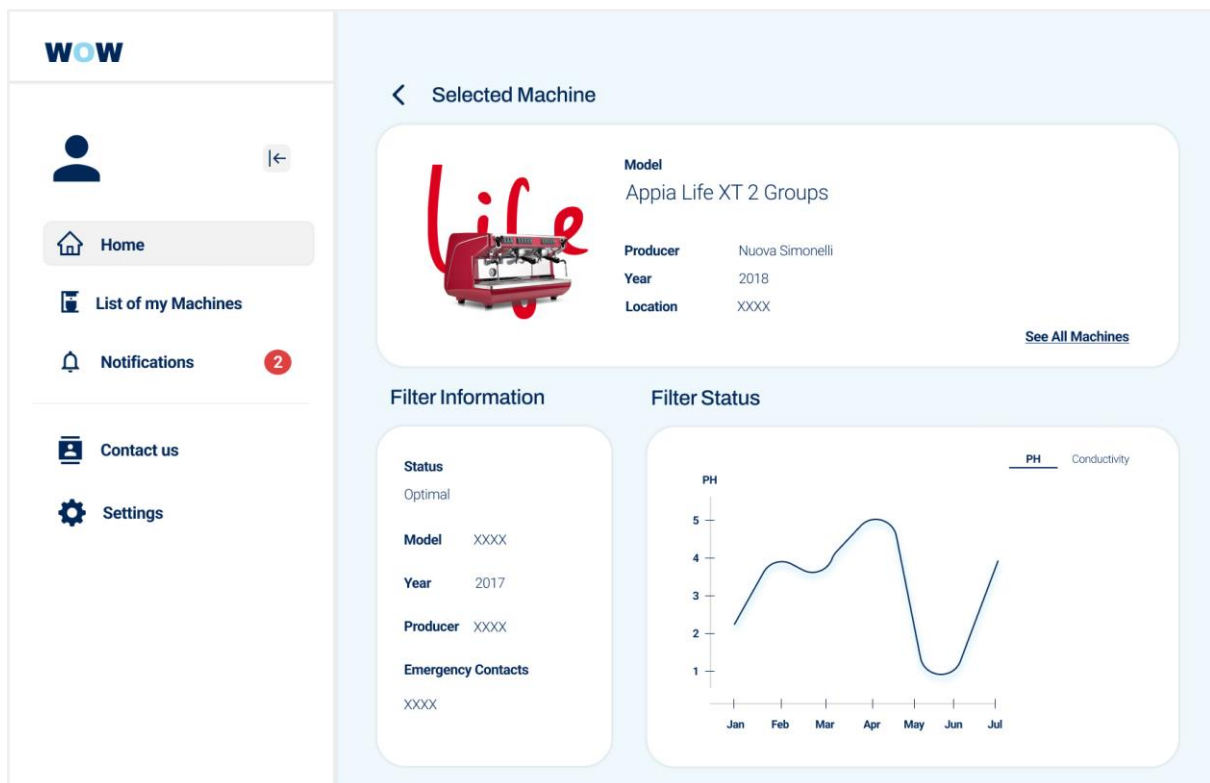 WOW
Selected Machine
Life
Model
Appia Life XT 2 Groups
Home
Producer Nuova Simonelli
Year 2018
List of my Machines
Location XXXX
See All Machines
Notifications 2
Filter Information
Filter Status
Contact us
Status
PH Conductivity
Optimal
PH
Settings
5
Model XXXX
4
Year 2017
3
Producer XXXX
2
Emergency Contacts
1
XXXX
Jan Feb Mar Apr May Jun Jul